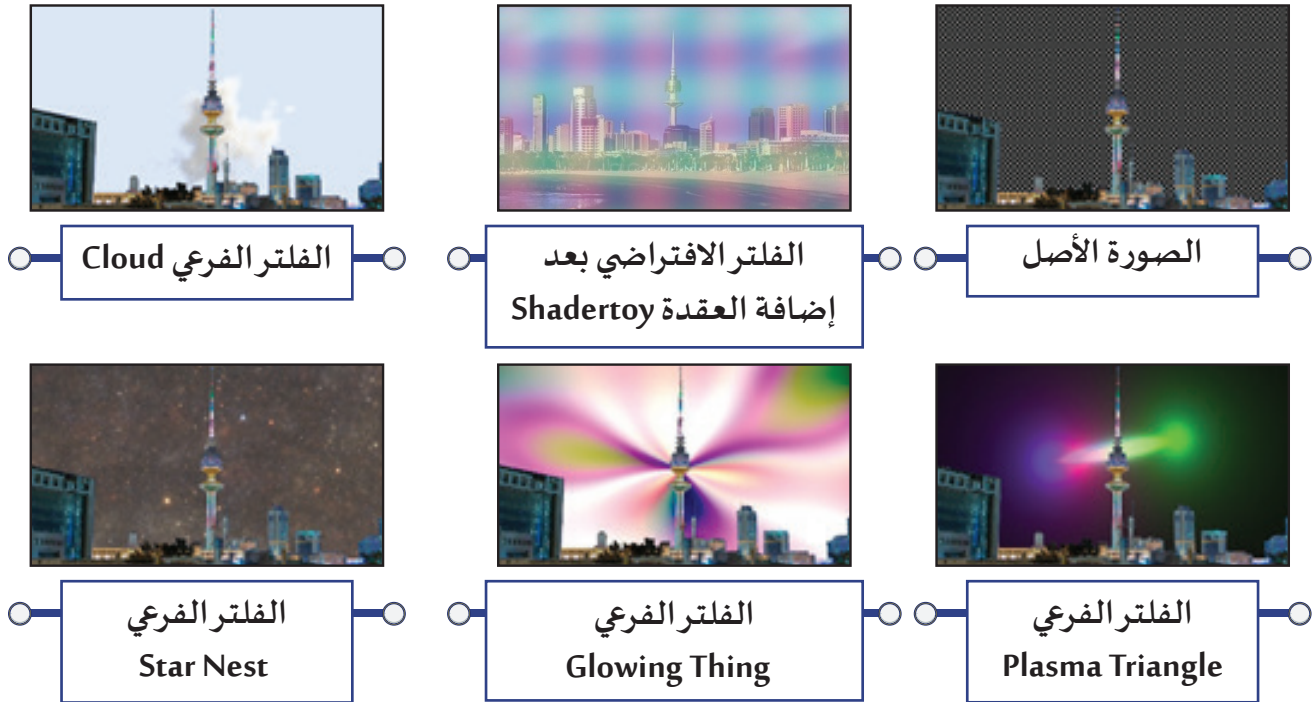 الصورة الأصل
الفلتر الافتراضي بعد
إضافة العقدة Shadertoy
الفلتر الفرعي Cloud
الفلتر الفرعي
Plasma Triangle
الفلتر الفرعي
Glowing Thing
الفلتر الفرعي
Star Nest